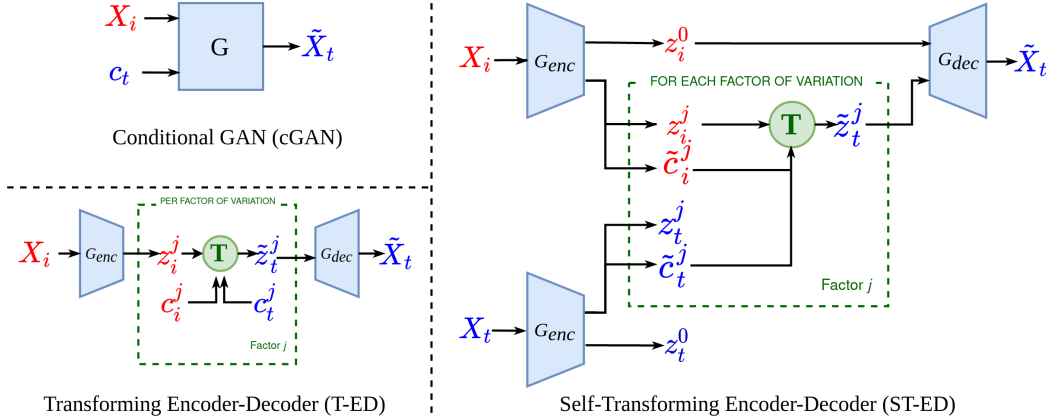 X_i
G
X̃_t
c_t
Conditional GAN (cGAN)
PER FACTOR OF VARIATION
X_i
G_enc
z_i^j
T
z̃_t^j
G_dec
X̃_t
c_i^j
c_t^j
Factor j
Transforming Encoder-Decoder (T-ED)
X_i
G_enc
z_i^0
G_dec
X̃_t
FOR EACH FACTOR OF VARIATION
z_i^j
T
z̃_t^j
c̃_i^j
z_t^j
c̃_t^j
Factor j
X_t
G_enc
z_t^0
Self-Transforming Encoder-Decoder (ST-ED)